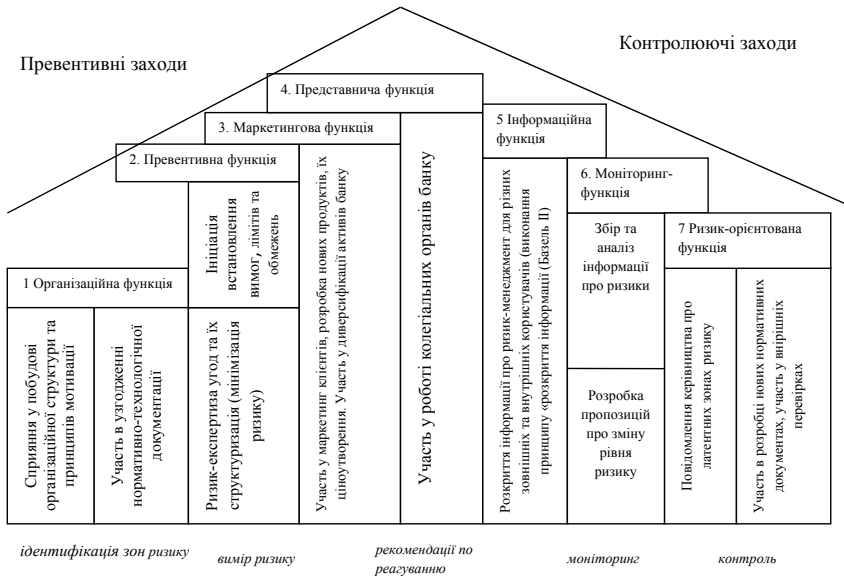 Превентивні заходи
Контролюючі заходи
4. Представнича функція
3. Маркетингова функція
5 Інформаційна
функція
2. Превентивна функція
6. Моніторинг-
функція
7 Ризик-орієнтована
функція
1 Організаційна функція
Сприяння у побудові
організаційної структури та
принципів мотивації
Участь в узгодженні
нормативно-технологічної
документації
Ініціація
встановлення
вимог, лімітів та
обмежень
Ризик-експертиза угод та їх
структуризація (мінімізація
ризику)
Участь у маркетинг клієнтів, розробка нових продуктів, їх
ціноутворення. Участь у диверсифікації активів банку
Участь у роботі колегіальних органів банку
Розкриття інформації про ризик-менеджмент для різних
зовнішніх та внутрішніх користувачів (виконання
принципу «розкриття інформації (Базель II)
Збір та
аналіз
інформації
про ризики
Розробка
пропозицій
про зміну
рівня
ризику
Повідомлення керівництва про
латентних зонах ризику
Участь в розробці нових нормативних
документах, участь у внірішніх
перевірках
ідентифікація зон ризику
вимір ризику
рекомендації по
реагуванню
моніторинг
контроль